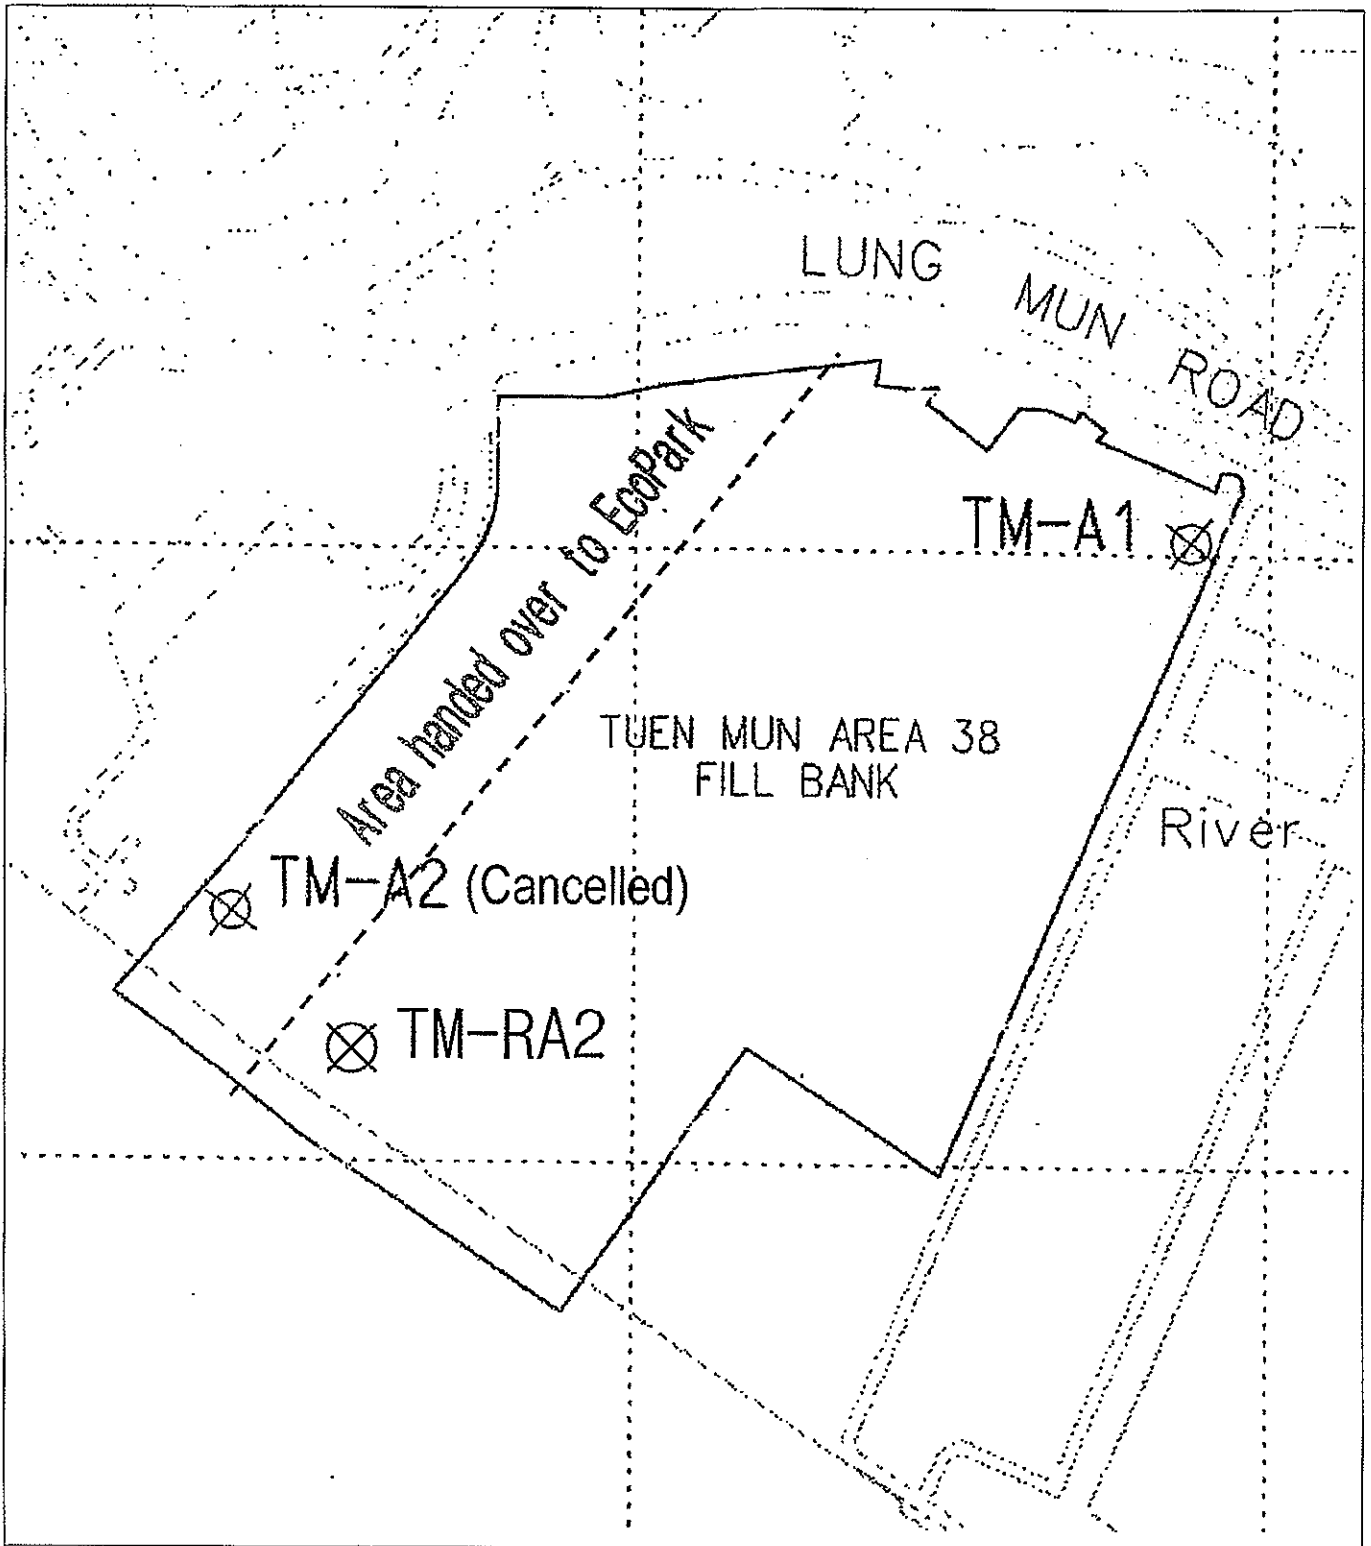 LUNG MUN ROAD
Area handed over to EcoPark
TM-A1
TUEN MUN AREA 38
FILL BANK
River
TM-A2 (Cancelled)
TM-RA2